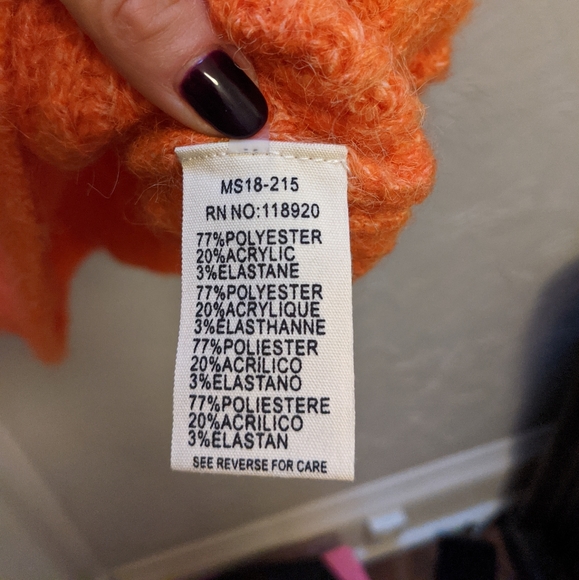 MS18-215
RN NO:118920
77%POLYESTER
20%ACRYLIC
3%ELASTANE
77%POLYESTER
20%ACRYLIQUE
3%ELASTHANNE
77%POLIESTER
20%ACRÍLICO
3%ELASTANO
77%POLIESTERE
20%ACRILICO
3%ELASTAN
SEE REVERSE FOR CARE